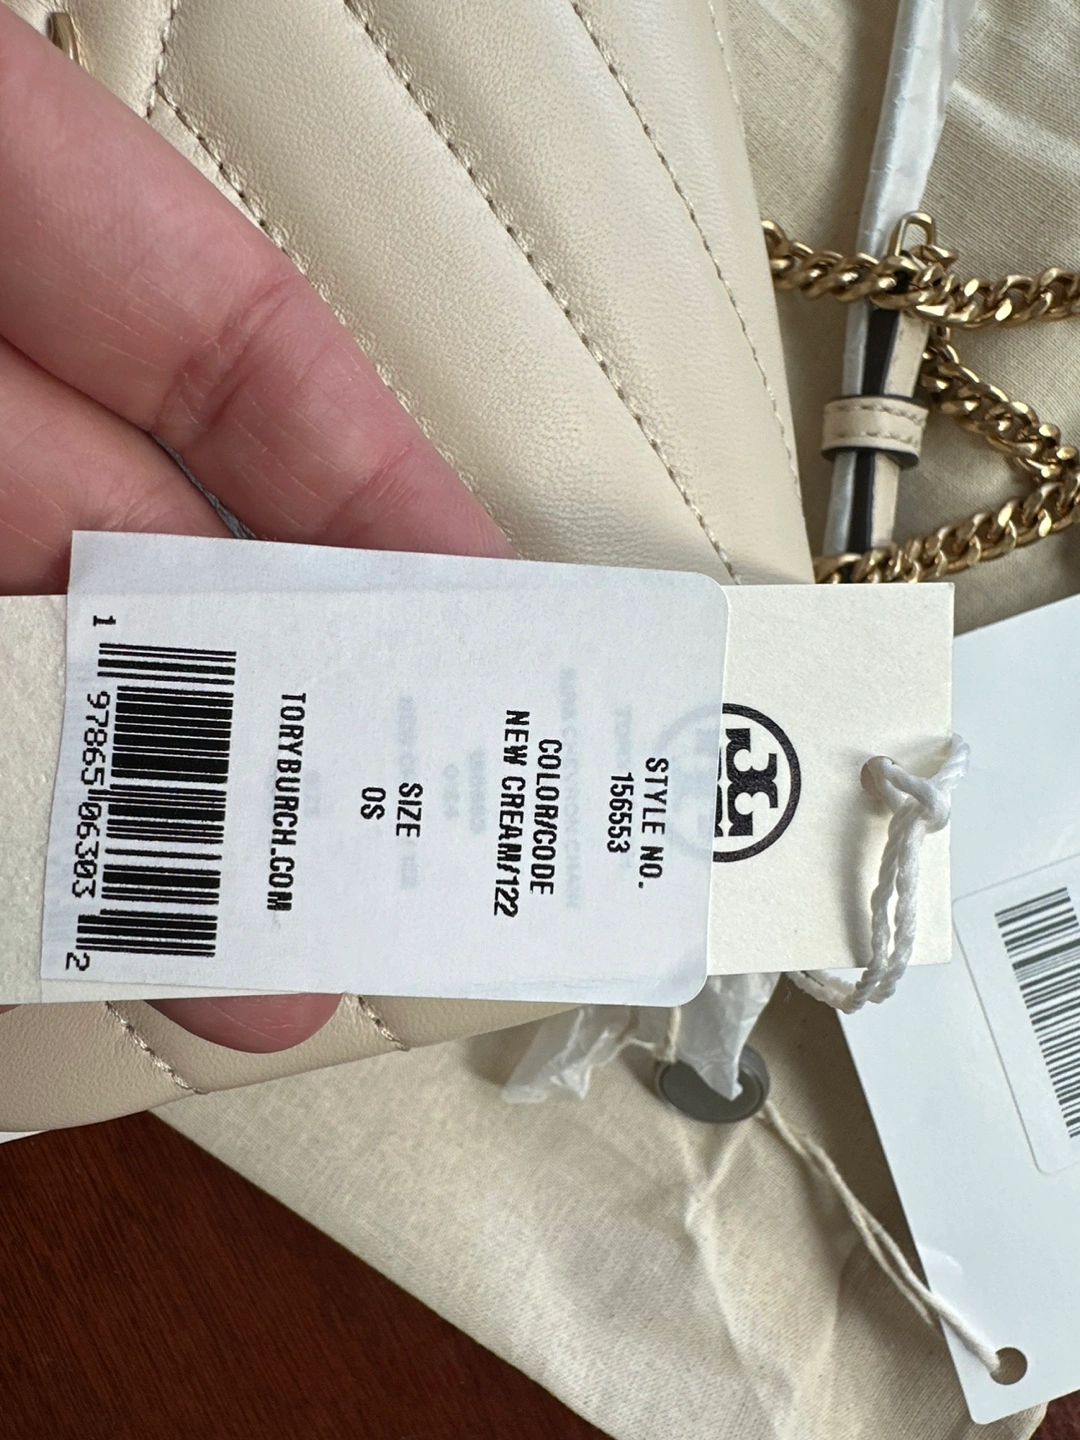 STYLE NO.
156553
COLOR/CODE
NEW CREAM/122
SIZE
OS
TORYBURCH.COM
1 97865 06303 2